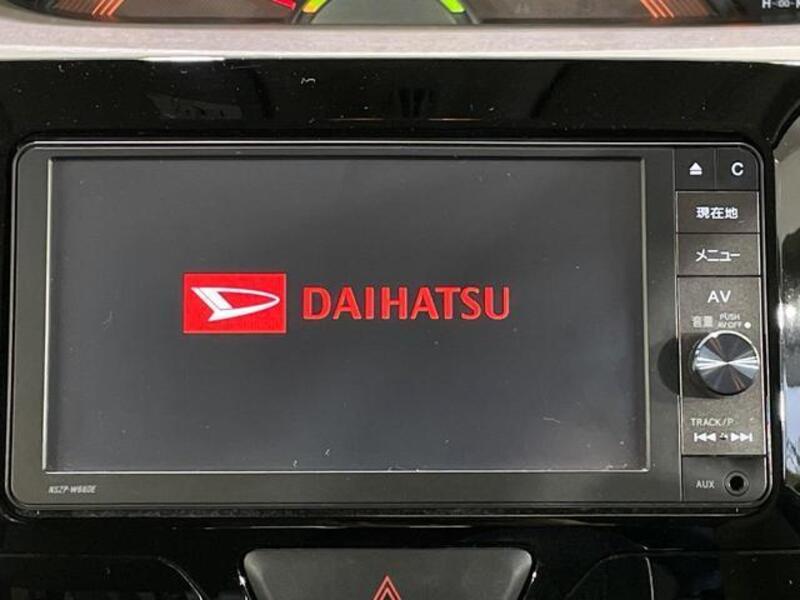 H
C
現在地
メニュー
AV
音量 PUSH
AV OFF
DAIHATSU
TRACK/P
NSZP-W66DE
AUX